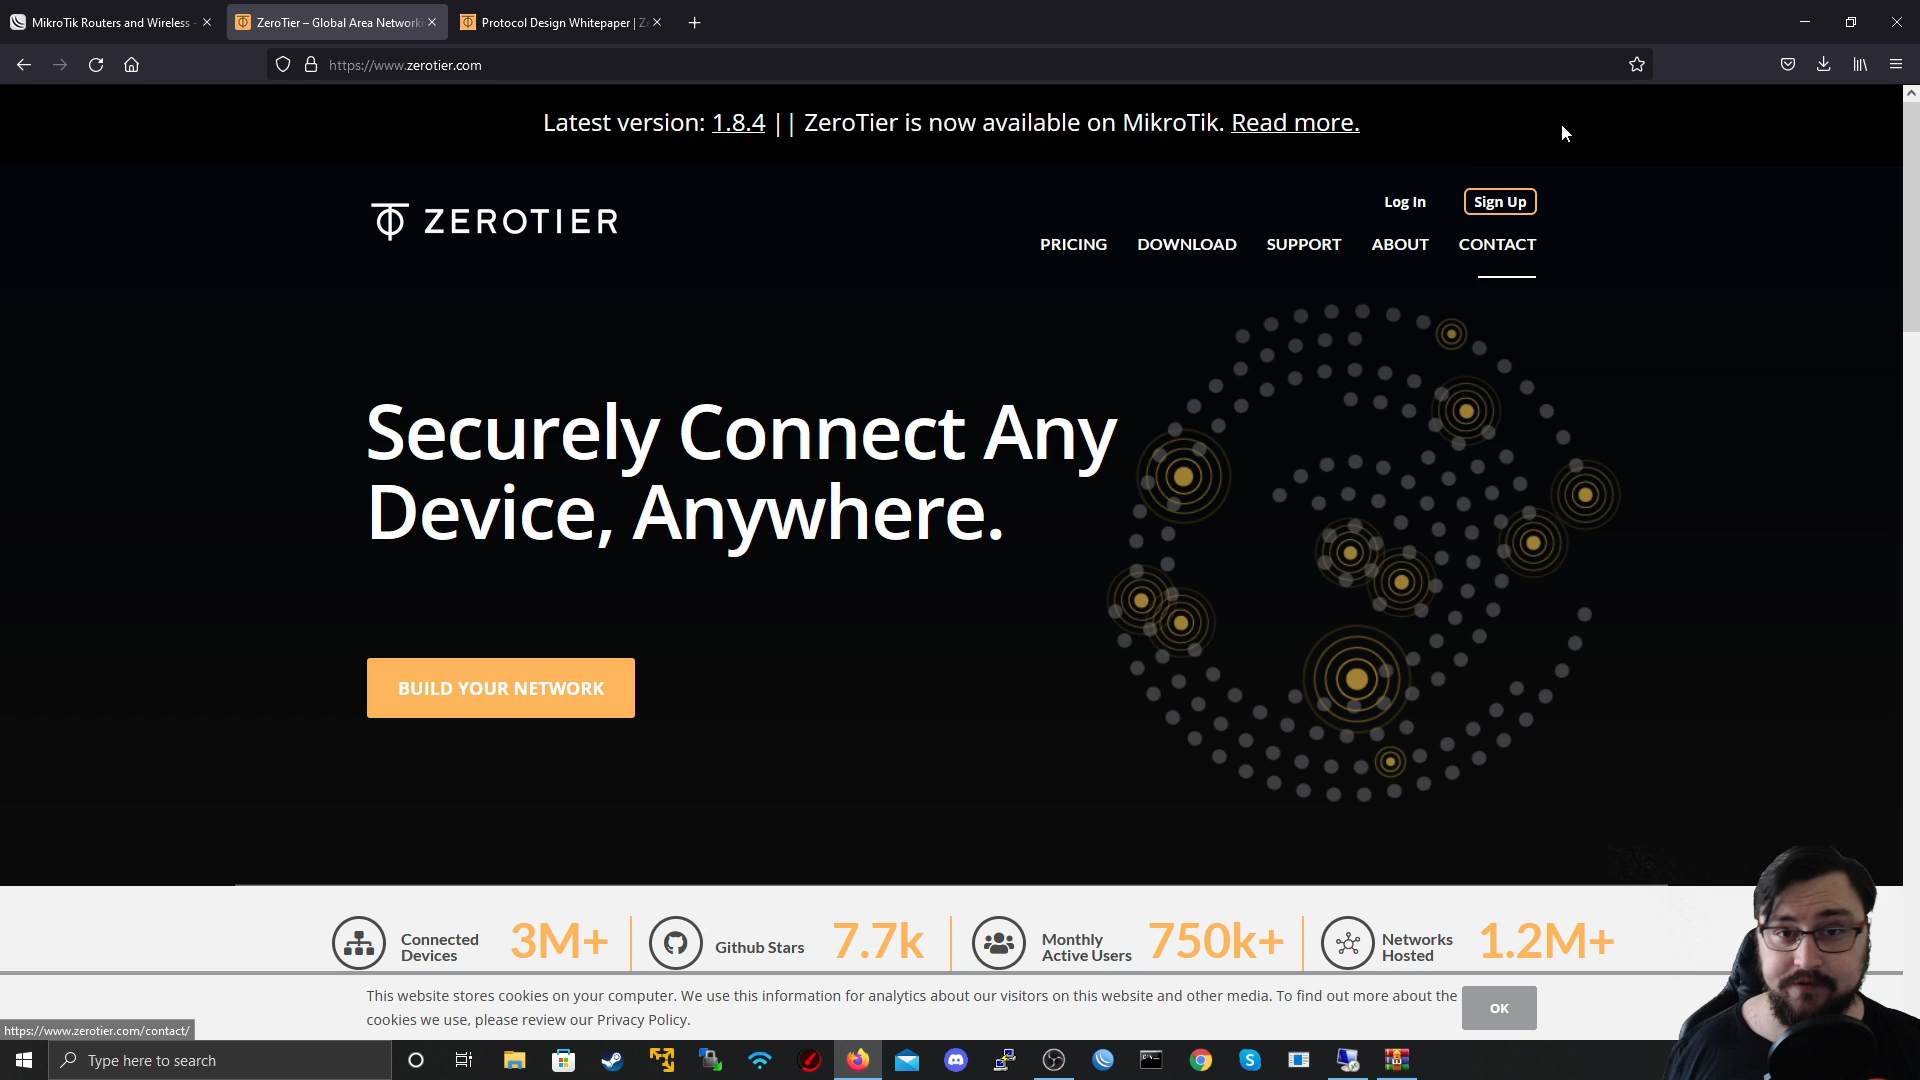 MikroTik Routers and Wireless -
ZeroTier – Global Area Network
Protocol Design Whitepaper | Ze
https://www.zerotier.com
Latest version: 1.8.4 || ZeroTier is now available on MikroTik. Read more.
ZEROTIER
Log In
Sign Up
PRICING
DOWNLOAD
SUPPORT
ABOUT
CONTACT
Securely Connect Any
Device, Anywhere.
BUILD YOUR NETWORK
Connected
Devices
3M+
Github Stars
7.7k
Monthly
Active Users
750k+
Networks
Hosted
1.2M+
This website stores cookies on your computer. We use this information for analytics about our visitors on this website and other media. To find out more about the
cookies we use, please review our Privacy Policy.
OK
https://www.zerotier.com/contact/
Type here to search